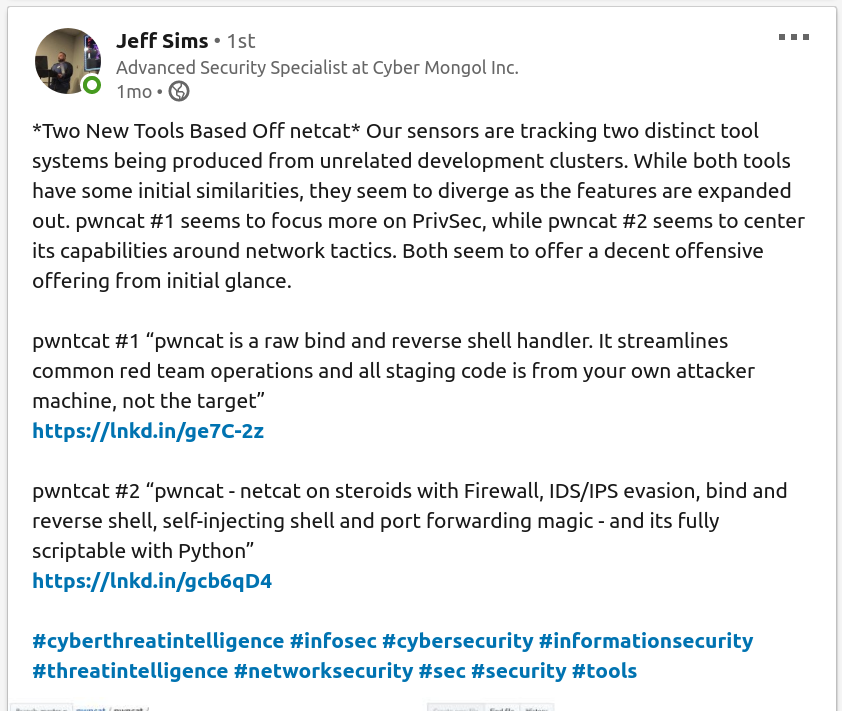 Jeff Sims • 1st
Advanced Security Specialist at Cyber Mongol Inc.
1mo •
*Two New Tools Based Off netcat* Our sensors are tracking two distinct tool
systems being produced from unrelated development clusters. While both tools
have some initial similarities, they seem to diverge as the features are expanded
out. pwncat #1 seems to focus more on PrivSec, while pwncat #2 seems to center
its capabilities around network tactics. Both seem to offer a decent offensive
offering from initial glance.
pwntcat #1 “pwncat is a raw bind and reverse shell handler. It streamlines
common red team operations and all staging code is from your own attacker
machine, not the target”
https://lnkd.in/ge7C-2z
pwntcat #2 “pwncat - netcat on steroids with Firewall, IDS/IPS evasion, bind and
reverse shell, self-injecting shell and port forwarding magic - and its fully
scriptable with Python”
https://lnkd.in/gcb6qD4
#cyberthreatintelligence #infosec #cybersecurity #informationsecurity
#threatintelligence #networksecurity #sec #security #tools